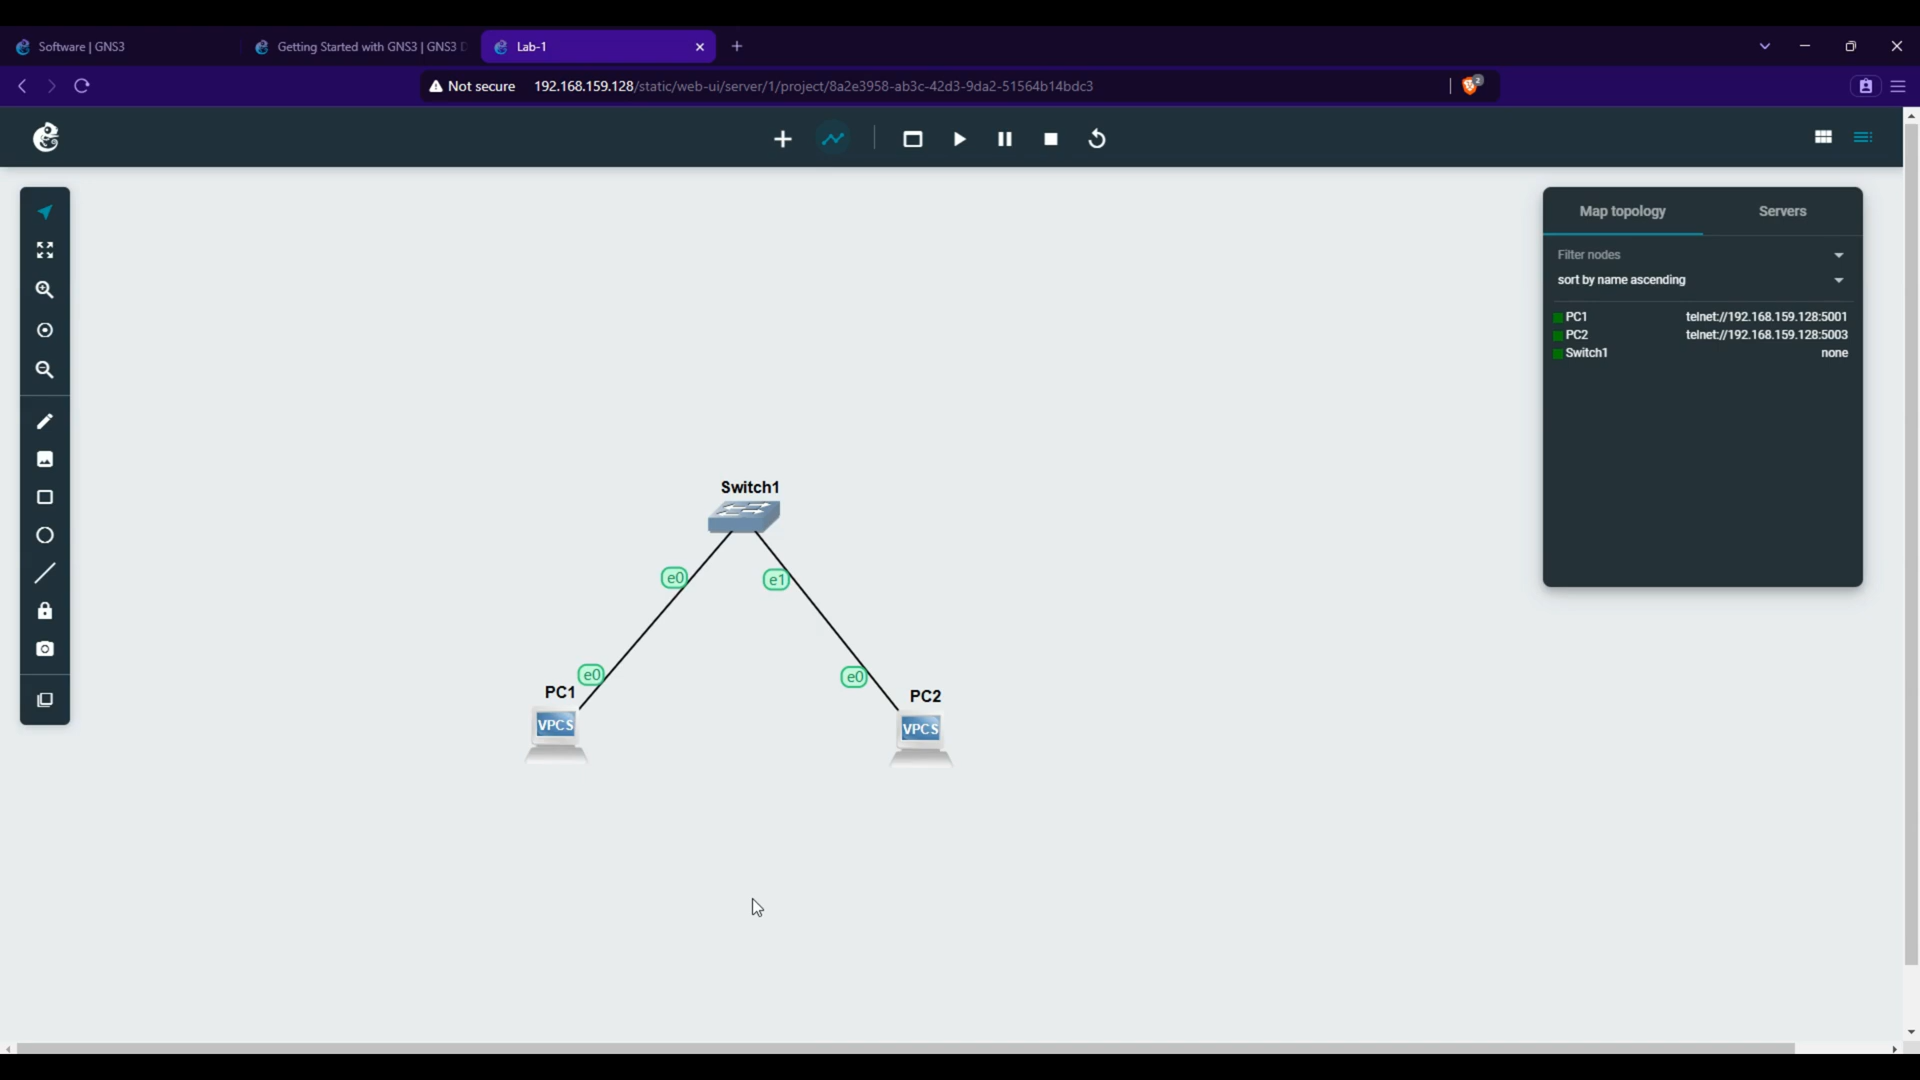 Software | GNS3
Getting Started with GNS3 | GNS3 D
Lab-1
Not secure 192.168.159.128/static/web-ui/server/1/project/8a2e3958-ab3c-42d3-9da2-51564b14bdc3
2
Map topology Servers
Filter nodes
sort by name ascending
PC1 telnet://192.168.159.128:5001
PC2 telnet://192.168.159.128:5003
Switch1 none
Switch1
e0 e1
e0 e0
PC1 PC2
VPCS VPCS